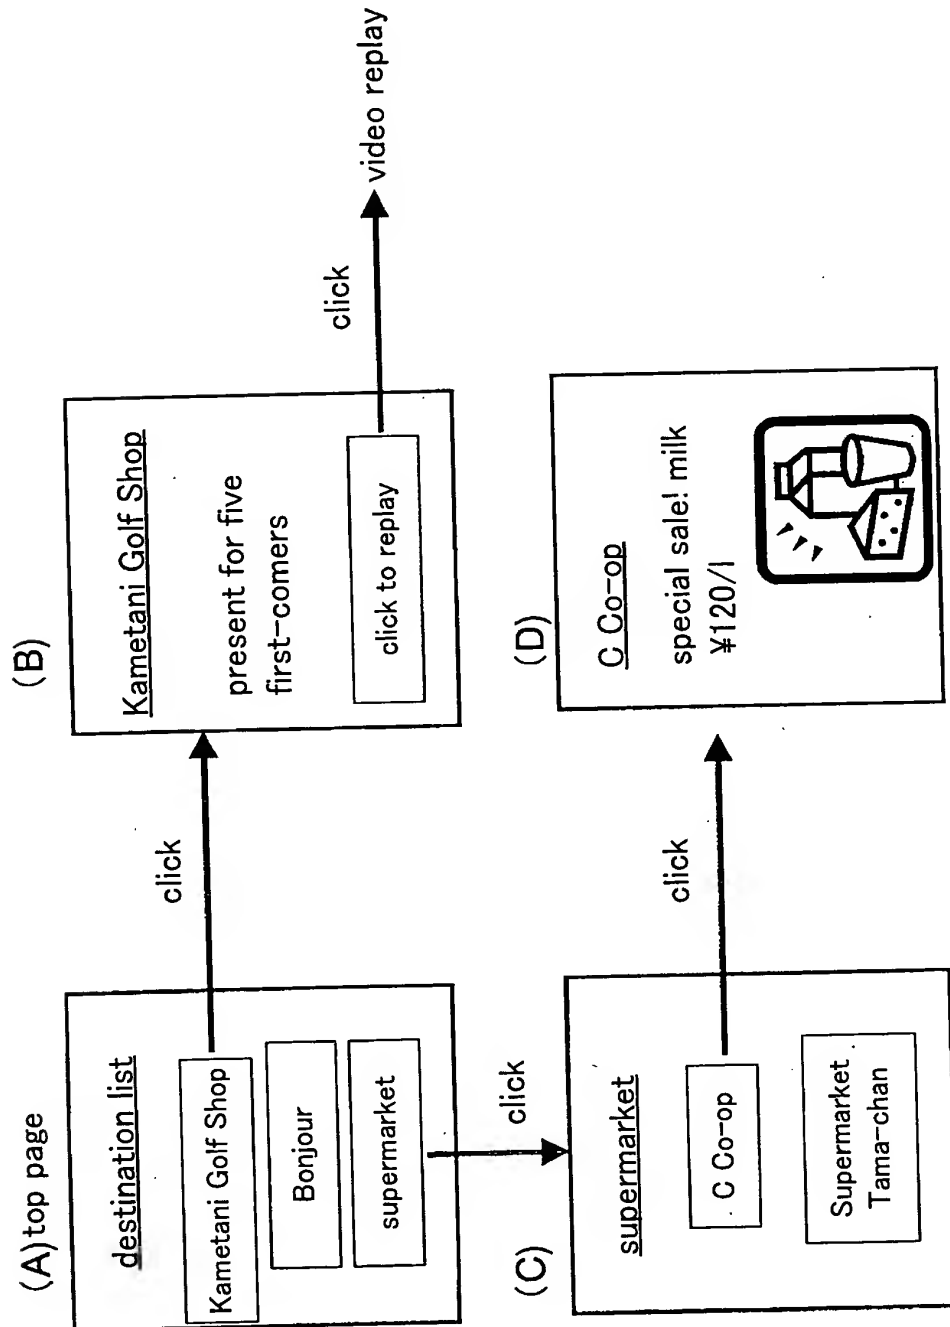 (A) top page
destination list
Kametani Golf Shop
Bonjour
supermarket
click
(B)
Kametani Golf Shop
present for five
first-comers
click to replay
click
video replay
click
(C)
supermarket
C Co-op
Supermarket
Tama-chan
click
(D)
C Co-op
special sale! milk
¥120/l